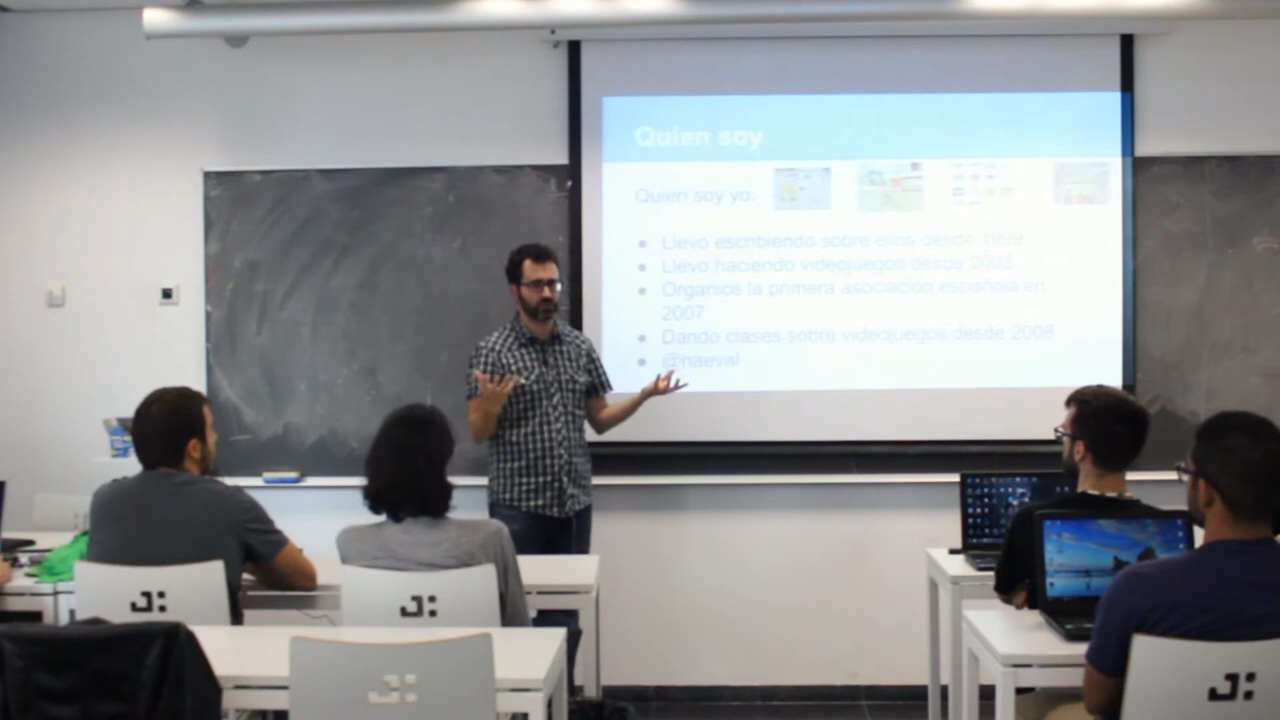 Quien soy
Quien soy yo:
Llevo escribiendo sobre ellos desde 1999
Llevo haciendo videojuegos desde 2003
Organice la primera asociacion española en
2007
Dando clases sobre videojuegos desde 2008
@naeval
J:
J:
J:
J: